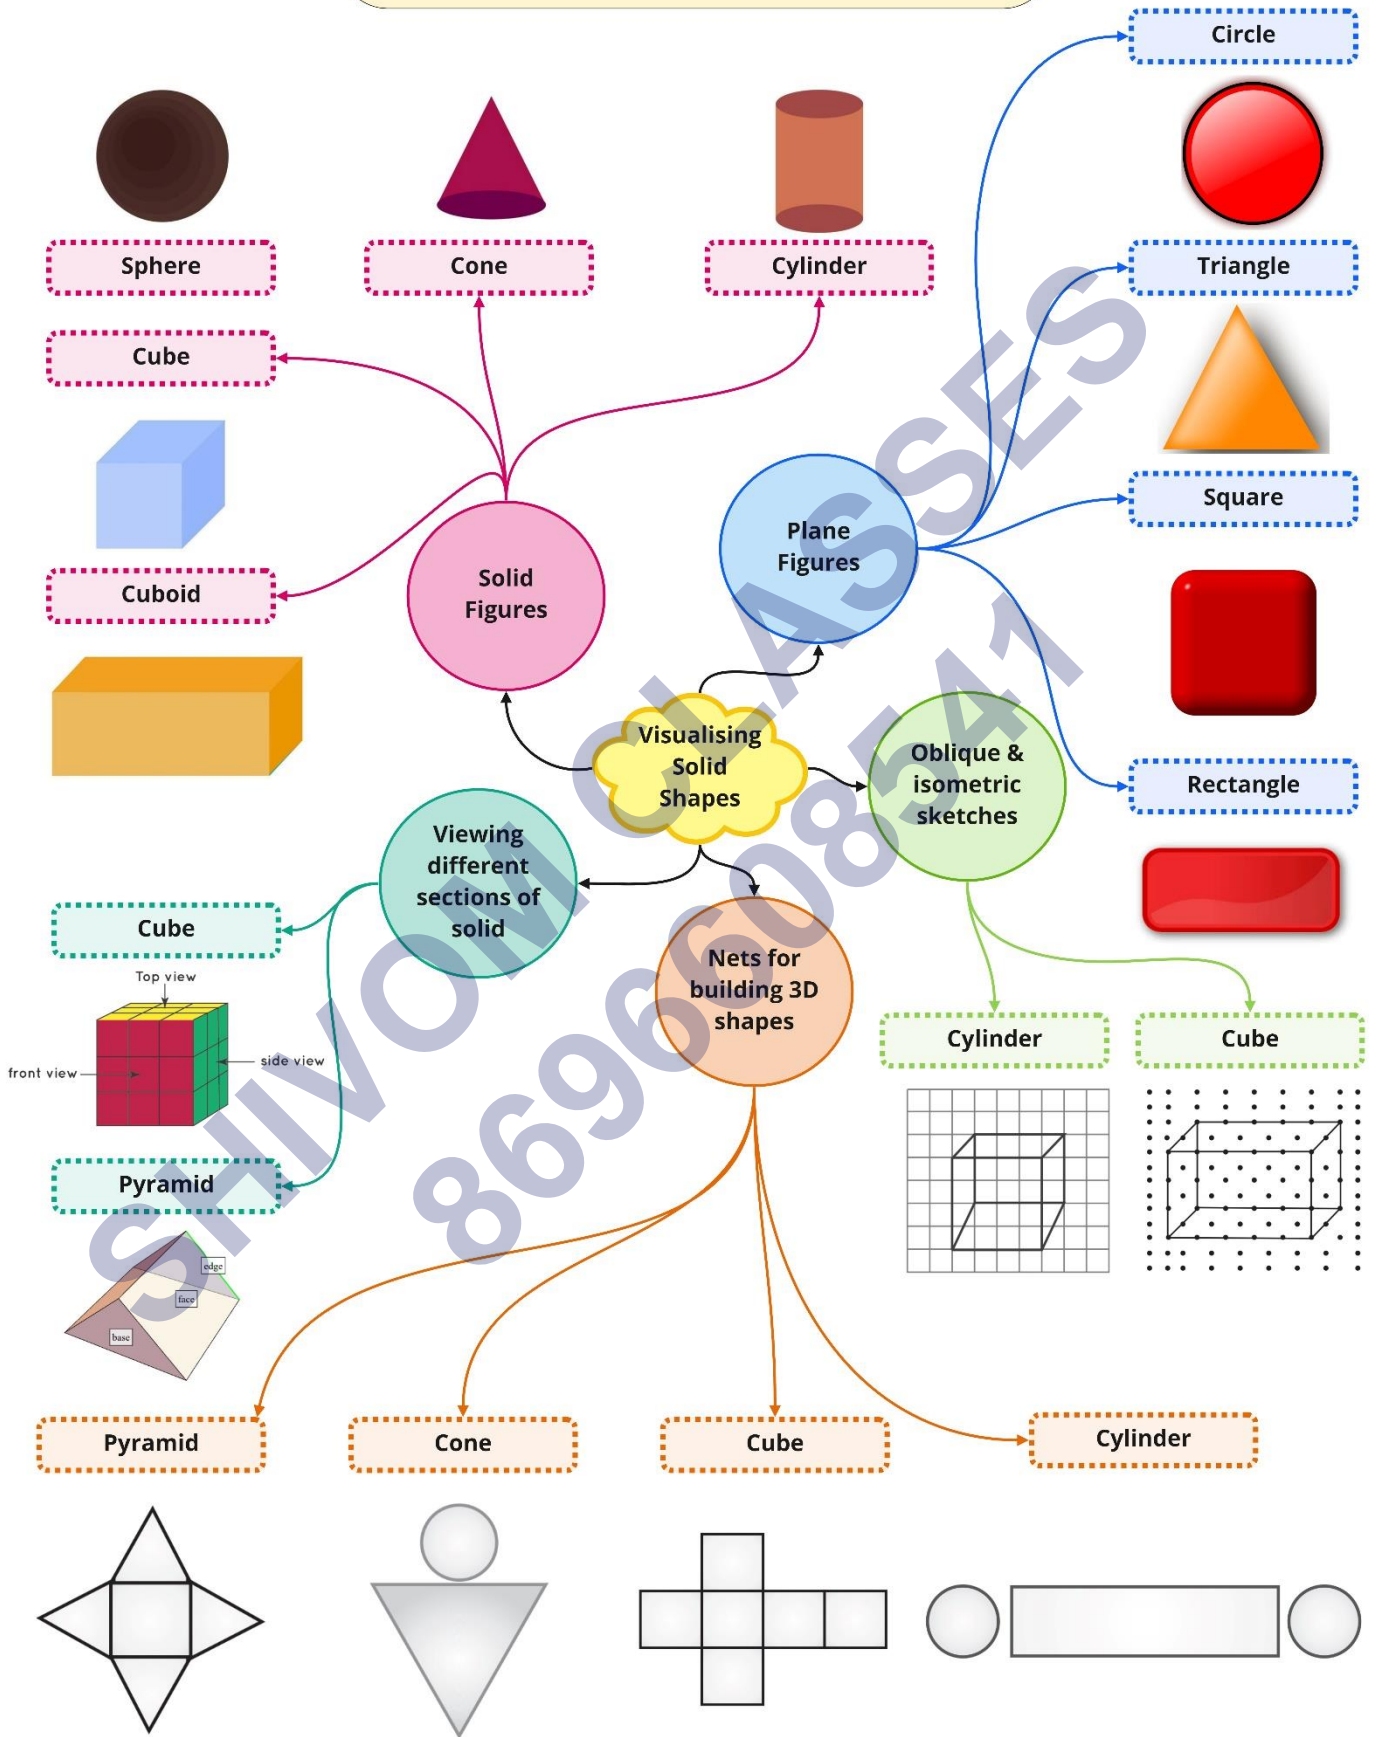 Circle
Sphere
Cone
Cylinder
Triangle
Cube
Square
Cuboid
Solid
Figures
Plane
Figures
Visualising
Solid
Shapes
Oblique &
isometric
sketches
Rectangle
Viewing
different
sections of
solid
Cube
Top view
front view
side view
Pyramid
edge
face
base
Nets for
building 3D
shapes
Cylinder
Cube
Pyramid
Cone
Cube
Cylinder
SHIVOM CLASSES
8696608541